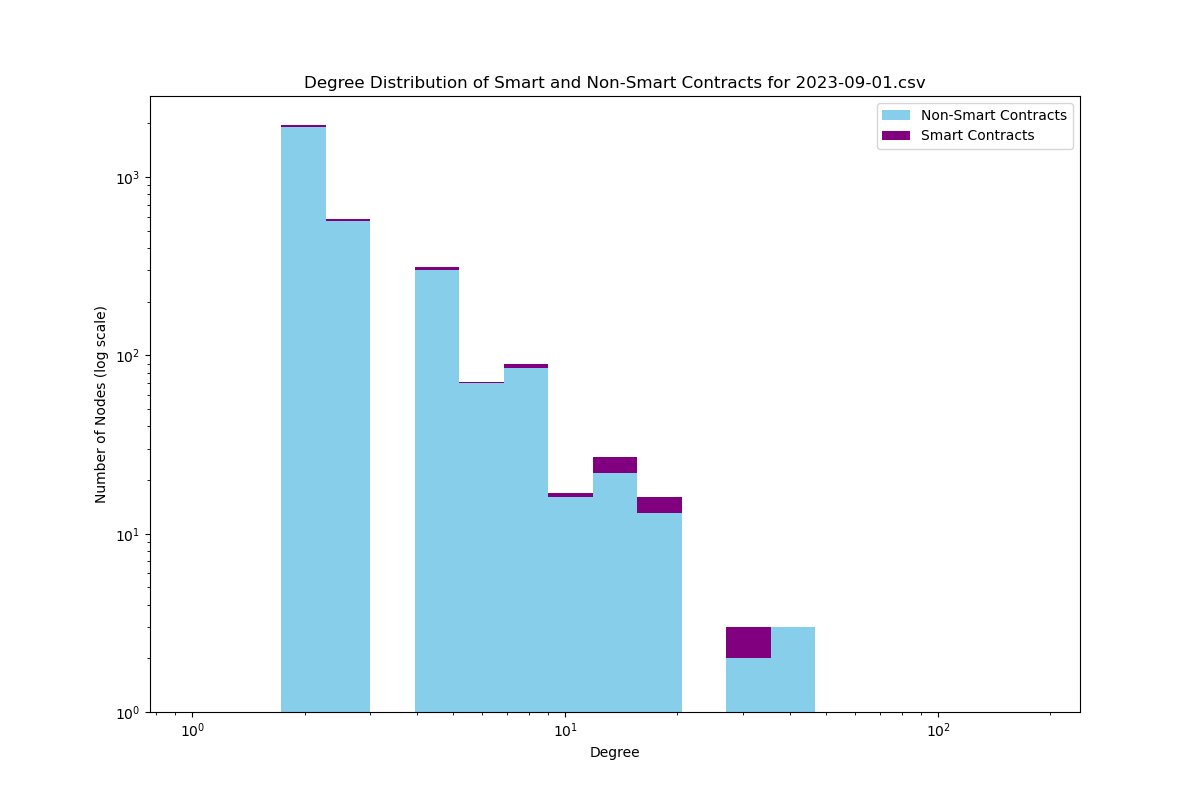 Degree Distribution of Smart and Non-Smart Contracts for 2023-09-01.csv
Non-Smart Contracts
Smart Contracts
Number of Nodes (log scale)
10³
10²
10¹
10⁰
10⁰ 10¹ 10²
Degree